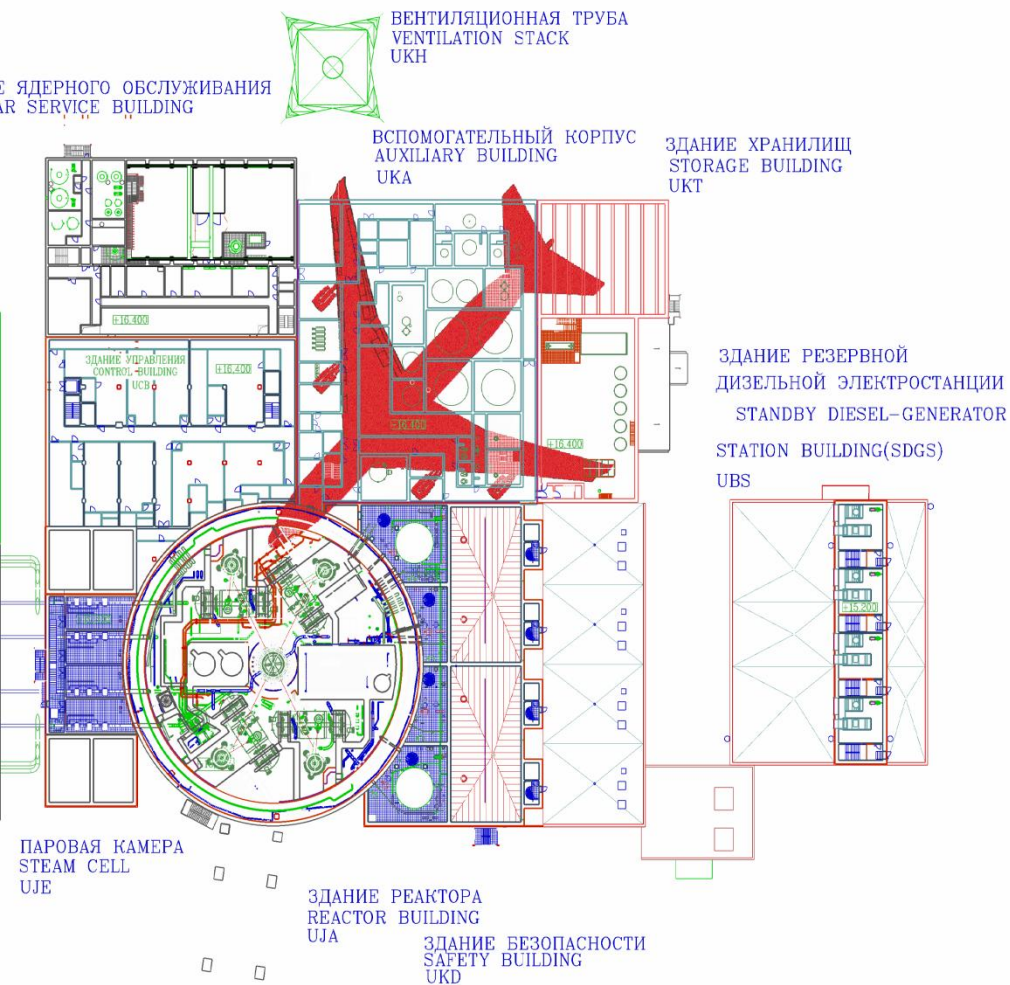 ВЕНТИЛЯЦИОННАЯ ТРУБА
VENTILATION STACK
UKH
Е ЯДЕРНОГО ОБСЛУЖИВАНИЯ
AR SERVICE BUILDING
ВСПОМОГАТЕЛЬНЫЙ КОРПУС
AUXILIARY BUILDING
UKA
ЗДАНИЕ ХРАНИЛИЩ
STORAGE BUILDING
UKT
+16.400
ЗДАНИЕ УПРАВЛЕНИЯ
CONTROL BUILDING
UCB
+16.400
+16.400
+16.400
ЗДАНИЕ РЕЗЕРВНОЙ
ДИЗЕЛЬНОЙ ЭЛЕКТРОСТАНЦИИ
STANDBY DIESEL-GENERATOR
STATION BUILDING(SDGS)
UBS
+15.200
ПАРОВАЯ КАМЕРА
STEAM CELL
UJE
ЗДАНИЕ РЕАКТОРА
REACTOR BUILDING
UJA
ЗДАНИЕ БЕЗОПАСНОСТИ
SAFETY BUILDING
UKD